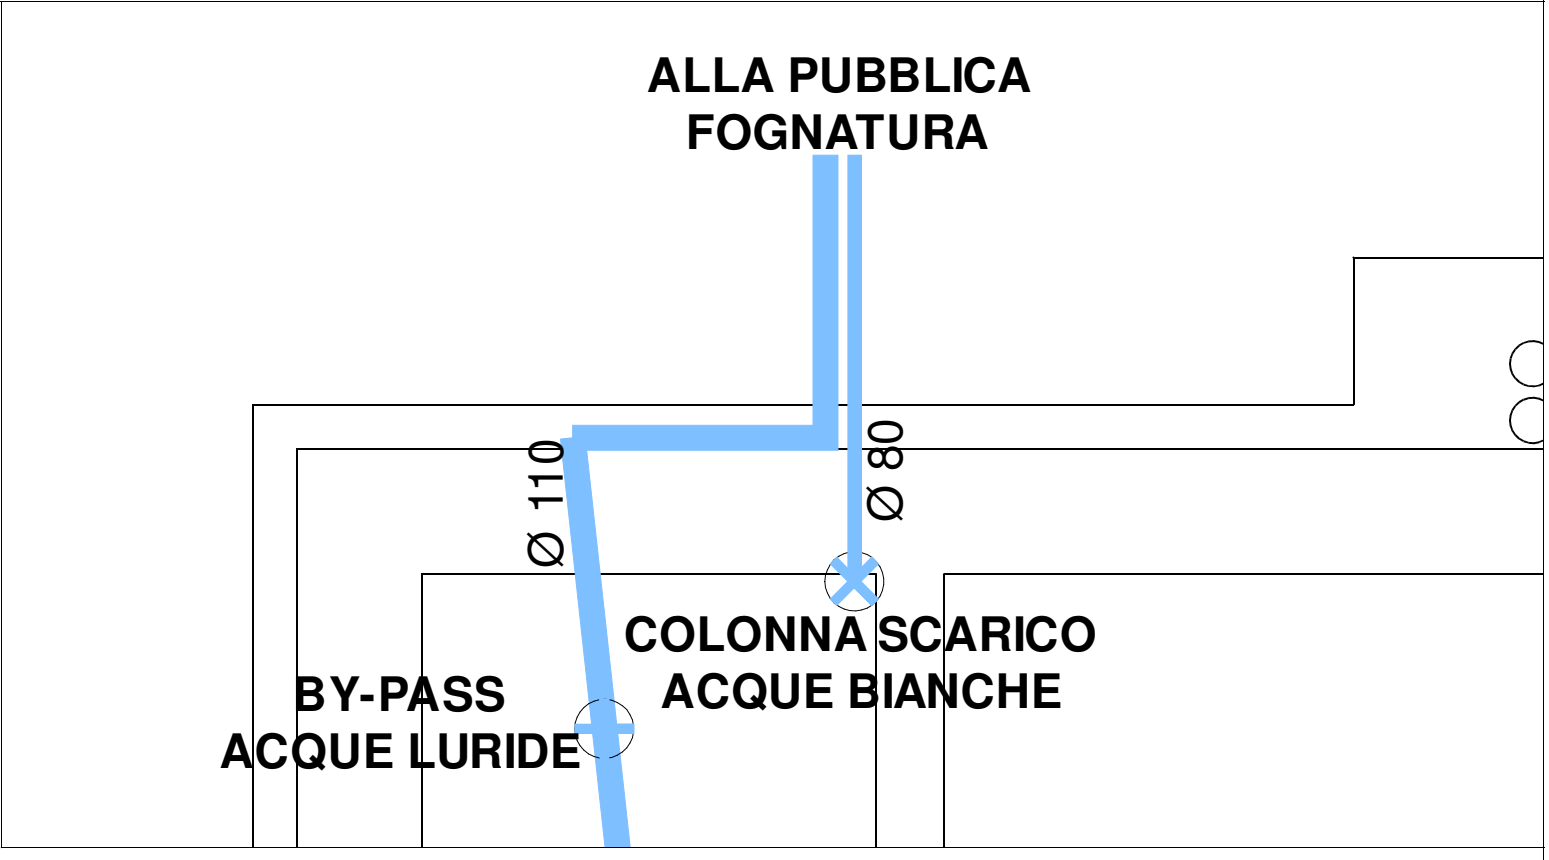 ALLA PUBBLICA
FOGNATURA
Ø 110
Ø 80
COLONNA SCARICO
ACQUE BIANCHE
BY-PASS
ACQUE LURIDE